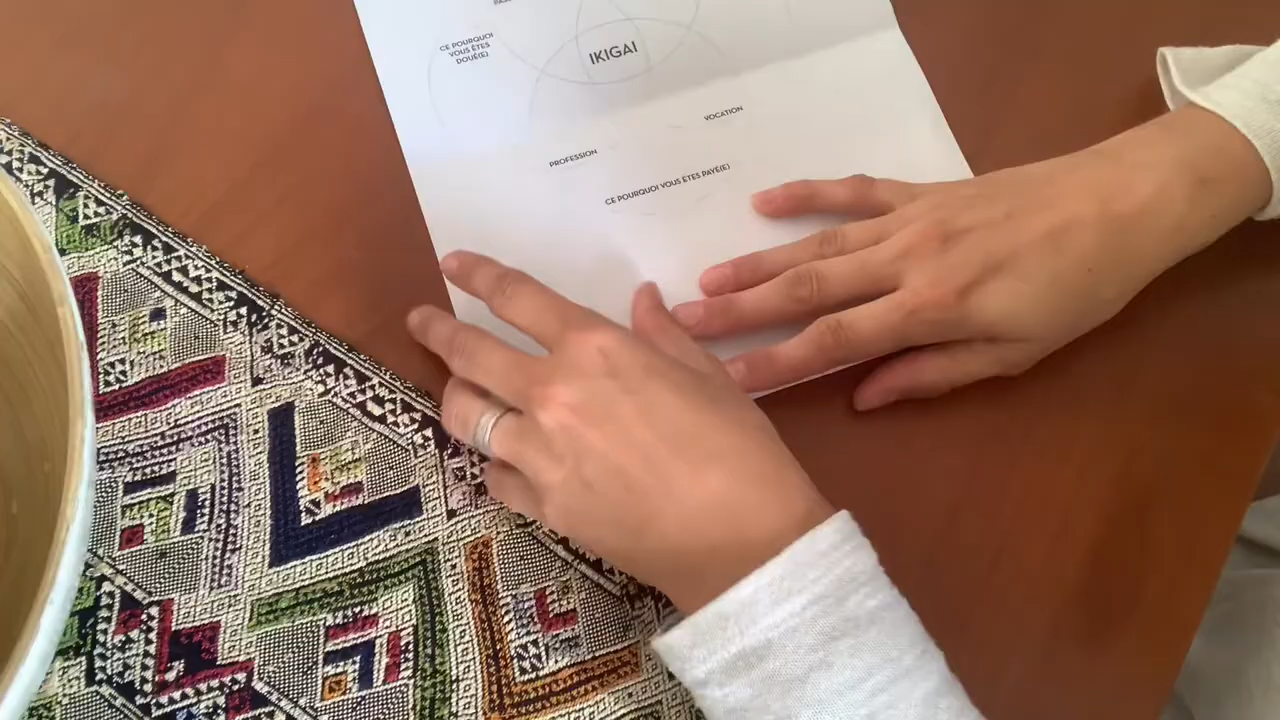 CE POURQUOI
VOUS ÊTES
DOUÉ(E)
IKIGAI
VOCATION
PROFESSION
CE POURQUOI VOUS ÊTES PAYÉ(E)